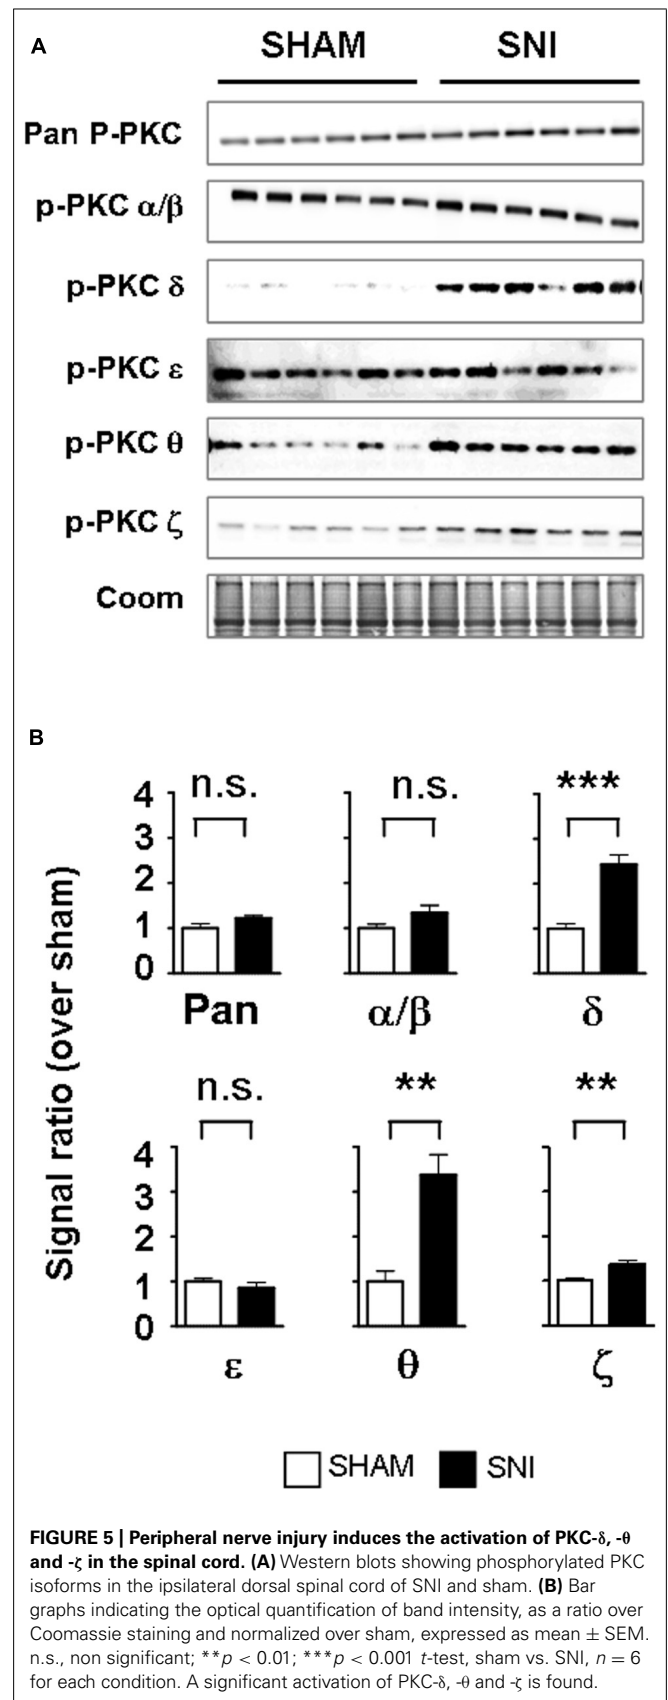 A
SHAM SNI
Pan P-PKC
p-PKC α/β
p-PKC δ
p-PKC ε
p-PKC θ
p-PKC ζ
Coom
B
Signal ratio (over sham)
n.s. n.s. ***
4
3
2
1
0
Pan α/β δ
n.s. ** **
4
3
2
1
0
ε θ ζ
SHAM SNI
FIGURE 5 | Peripheral nerve injury induces the activation of PKC-δ, -θ
and -ζ in the spinal cord. (A) Western blots showing phosphorylated PKC
isoforms in the ipsilateral dorsal spinal cord of SNI and sham. (B) Bar
graphs indicating the optical quantification of band intensity, as a ratio over
Coomassie staining and normalized over sham, expressed as mean ± SEM.
n.s., non significant; **p < 0.01; ***p < 0.001 t-test, sham vs. SNI, n = 6
for each condition. A significant activation of PKC-δ, -θ and -ζ is found.